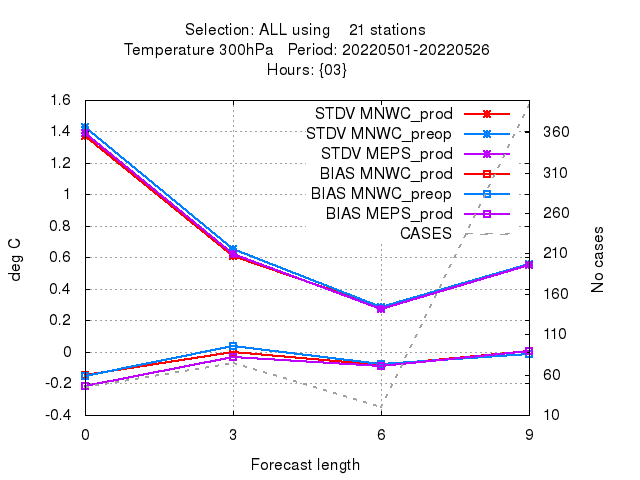 Selection: ALL using 21 stations
Temperature 300hPa Period: 20220501-20220526
Hours: {03}
1.6
1.4
1.2
1
0.8
0.6
0.4
0.2
0
-0.2
-0.4
deg C
STDV MNWC_prod
STDV MNWC_preop
STDV MEPS_prod
BIAS MNWC_prod
BIAS MNWC_preop
BIAS MEPS_prod
CASES
360
310
260
210
160
110
60
10
No cases
0 3 6 9
Forecast length